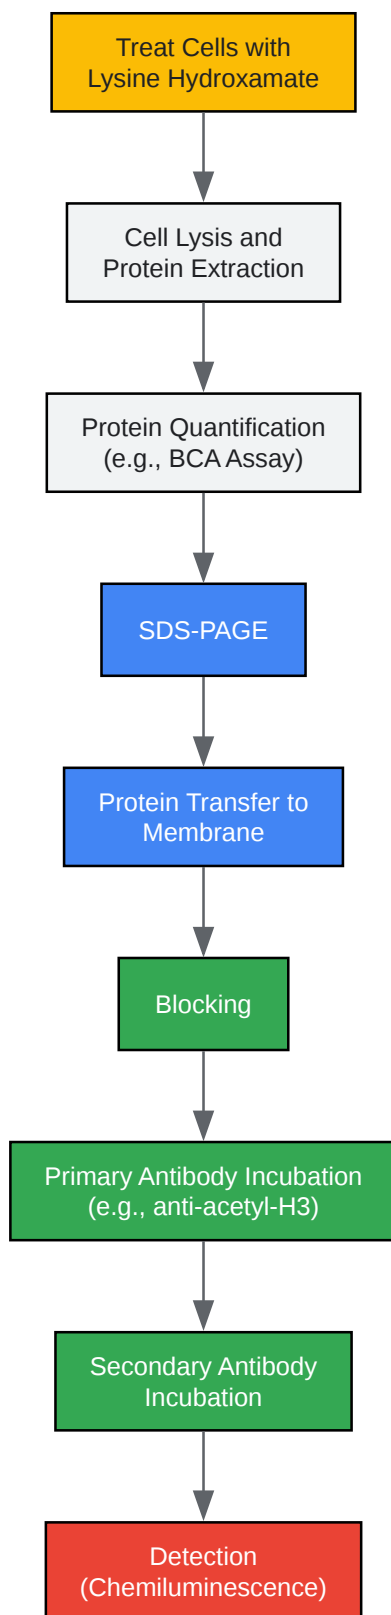 Treat Cells with
Lysine Hydroxamate
Cell Lysis and
Protein Extraction
Protein Quantification
(e.g., BCA Assay)
SDS-PAGE
Protein Transfer to
Membrane
Blocking
Primary Antibody Incubation
(e.g., anti-acetyl-H3)
Secondary Antibody
Incubation
Detection
(Chemiluminescence)